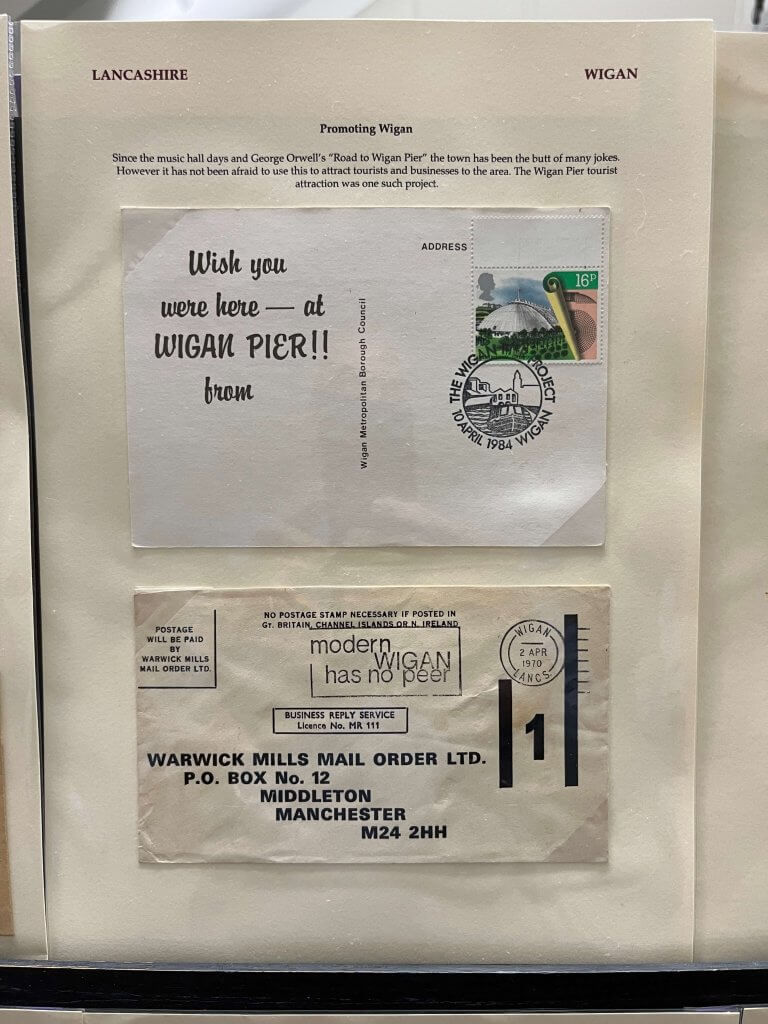 LANCASHIRE
WIGAN
Promoting Wigan
Since the music hall days and George Orwell's "Road to Wigan Pier" the town has been the butt of many jokes.
However it has not been afraid to use this to attract tourists and businesses to the area. The Wigan Pier tourist
attraction was one such project.
Wish you
were here — at
WIGAN PIER!!
from
Wigan Metropolitan Borough Council
ADDRESS
16P
THE WIGAN PROJECT
10 APRIL 1984 WIGAN
POSTAGE
WILL BE PAID
BY
WARWICK MILLS
MAIL ORDER LTD.
NO POSTAGE STAMP NECESSARY IF POSTED IN
GT. BRITAIN, CHANNEL ISLANDS OR N. IRELAND
modern
WIGAN
has no peer
WIGAN
2 APR
1970
LANCS.
BUSINESS REPLY SERVICE
Licence No. MR 111
1
WARWICK MILLS MAIL ORDER LTD.
P.O. BOX No. 12
MIDDLETON
MANCHESTER
M24 2HH